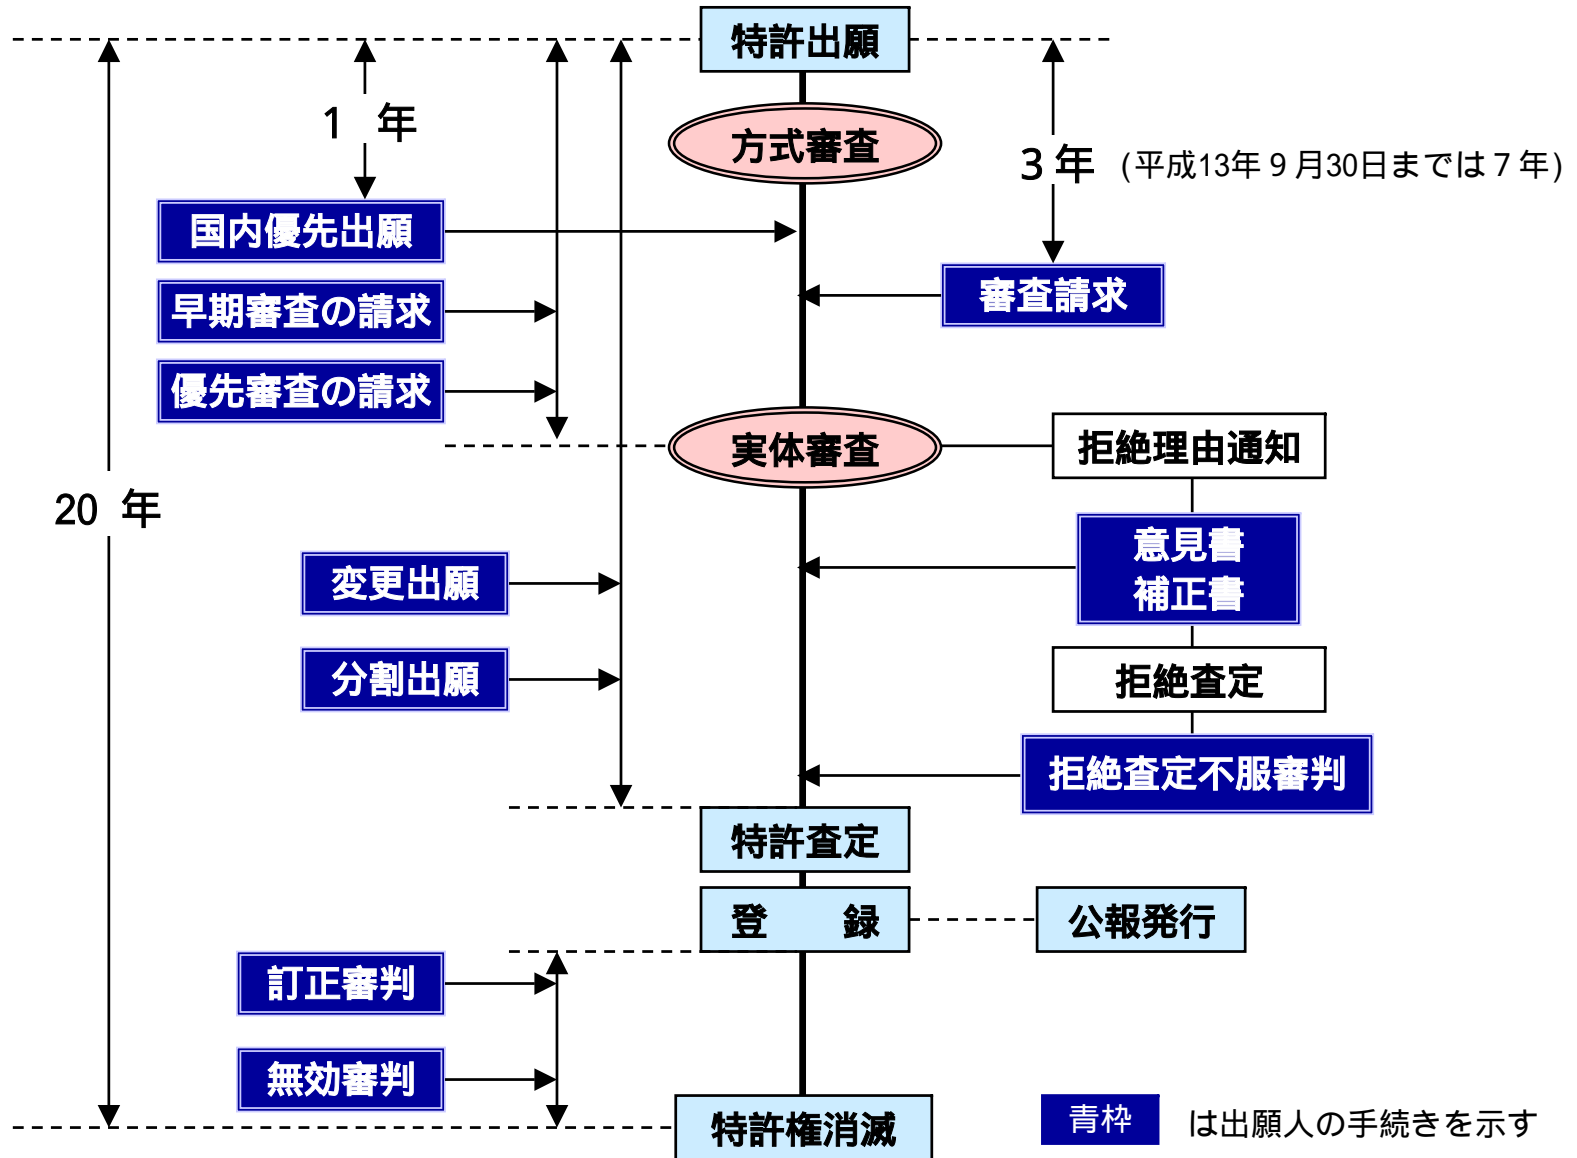 特許出願
1 年
方式審査
3 年 (平成13年 9 月30日までは 7 年)
国内優先出願
審査請求
早期審査の請求
優先審査の請求
実体審査
拒絶理由通知
20 年
意見書
補正書
変更出願
分割出願
拒絶査定
拒絶査定不服審判
特許査定
登 録
公報発行
訂正審判
無効審判
特許権消滅
青枠 は出願人の手続きを示す